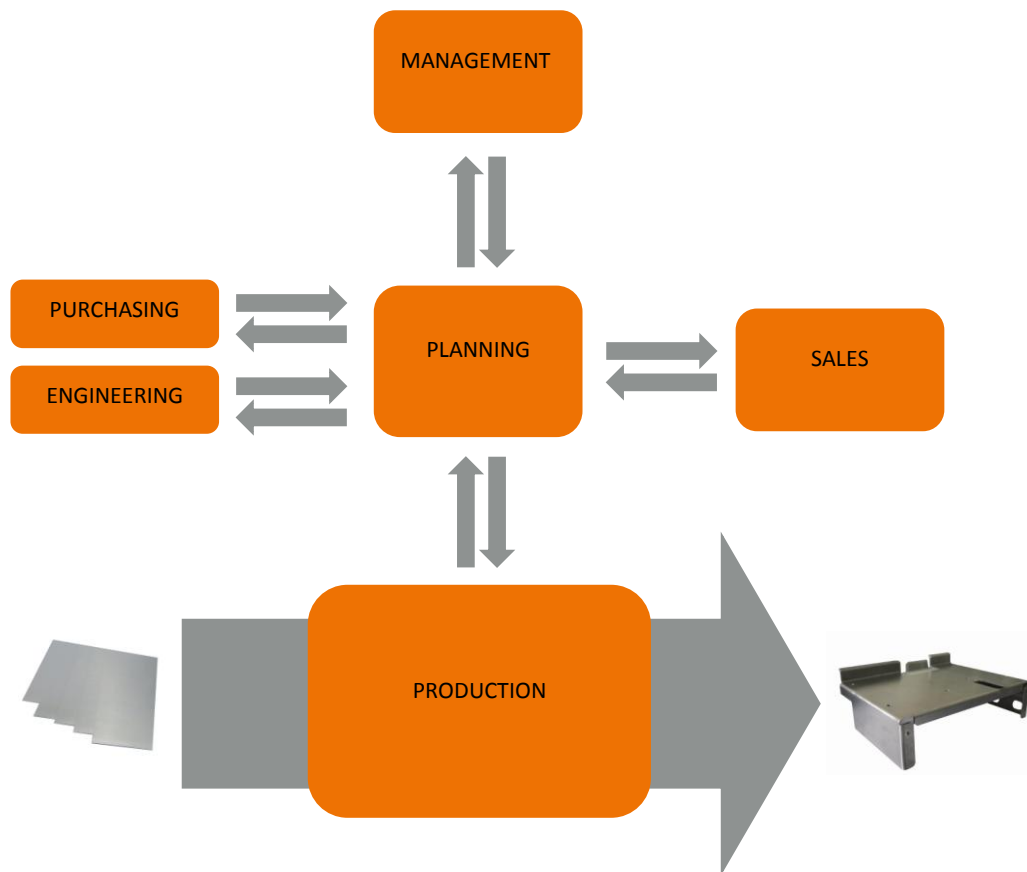 MANAGEMENT
PURCHASING
PLANNING
SALES
ENGINEERING
PRODUCTION